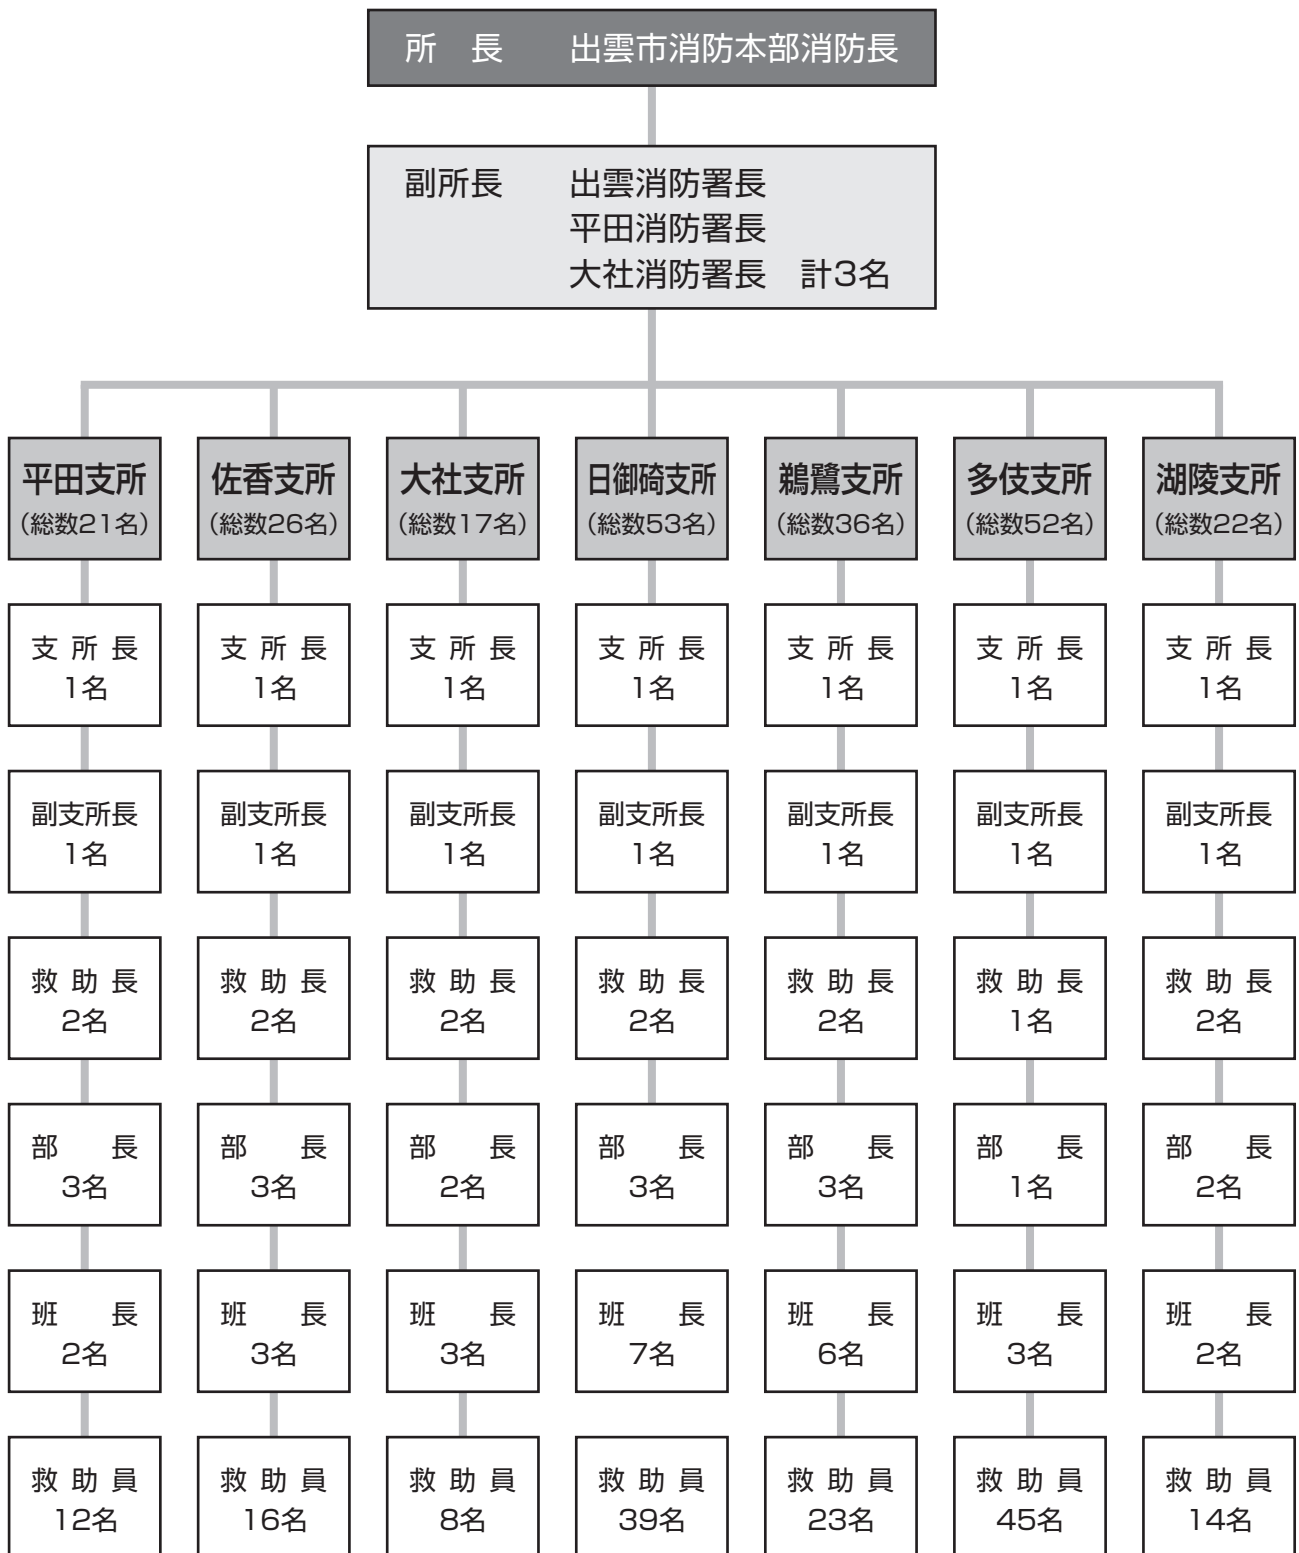 所　長　出雲市消防本部消防長
副所長　出雲消防署長
平田消防署長
大社消防署長　計3名
平田支所
（総数21名）
支 所 長
1名
副支所長
1名
救 助 長
2名
部　　長
3名
班　　長
2名
救 助 員
12名
佐香支所
（総数26名）
支 所 長
1名
副支所長
1名
救 助 長
2名
部　　長
3名
班　　長
3名
救 助 員
16名
大社支所
（総数17名）
支 所 長
1名
副支所長
1名
救 助 長
2名
部　　長
2名
班　　長
3名
救 助 員
8名
日御碕支所
（総数53名）
支 所 長
1名
副支所長
1名
救 助 長
2名
部　　長
3名
班　　長
7名
救 助 員
39名
鵜鷺支所
（総数36名）
支 所 長
1名
副支所長
1名
救 助 長
2名
部　　長
3名
班　　長
6名
救 助 員
23名
多伎支所
（総数52名）
支 所 長
1名
副支所長
1名
救 助 長
1名
部　　長
1名
班　　長
3名
救 助 員
45名
湖陵支所
（総数22名）
支 所 長
1名
副支所長
1名
救 助 長
2名
部　　長
2名
班　　長
2名
救 助 員
14名